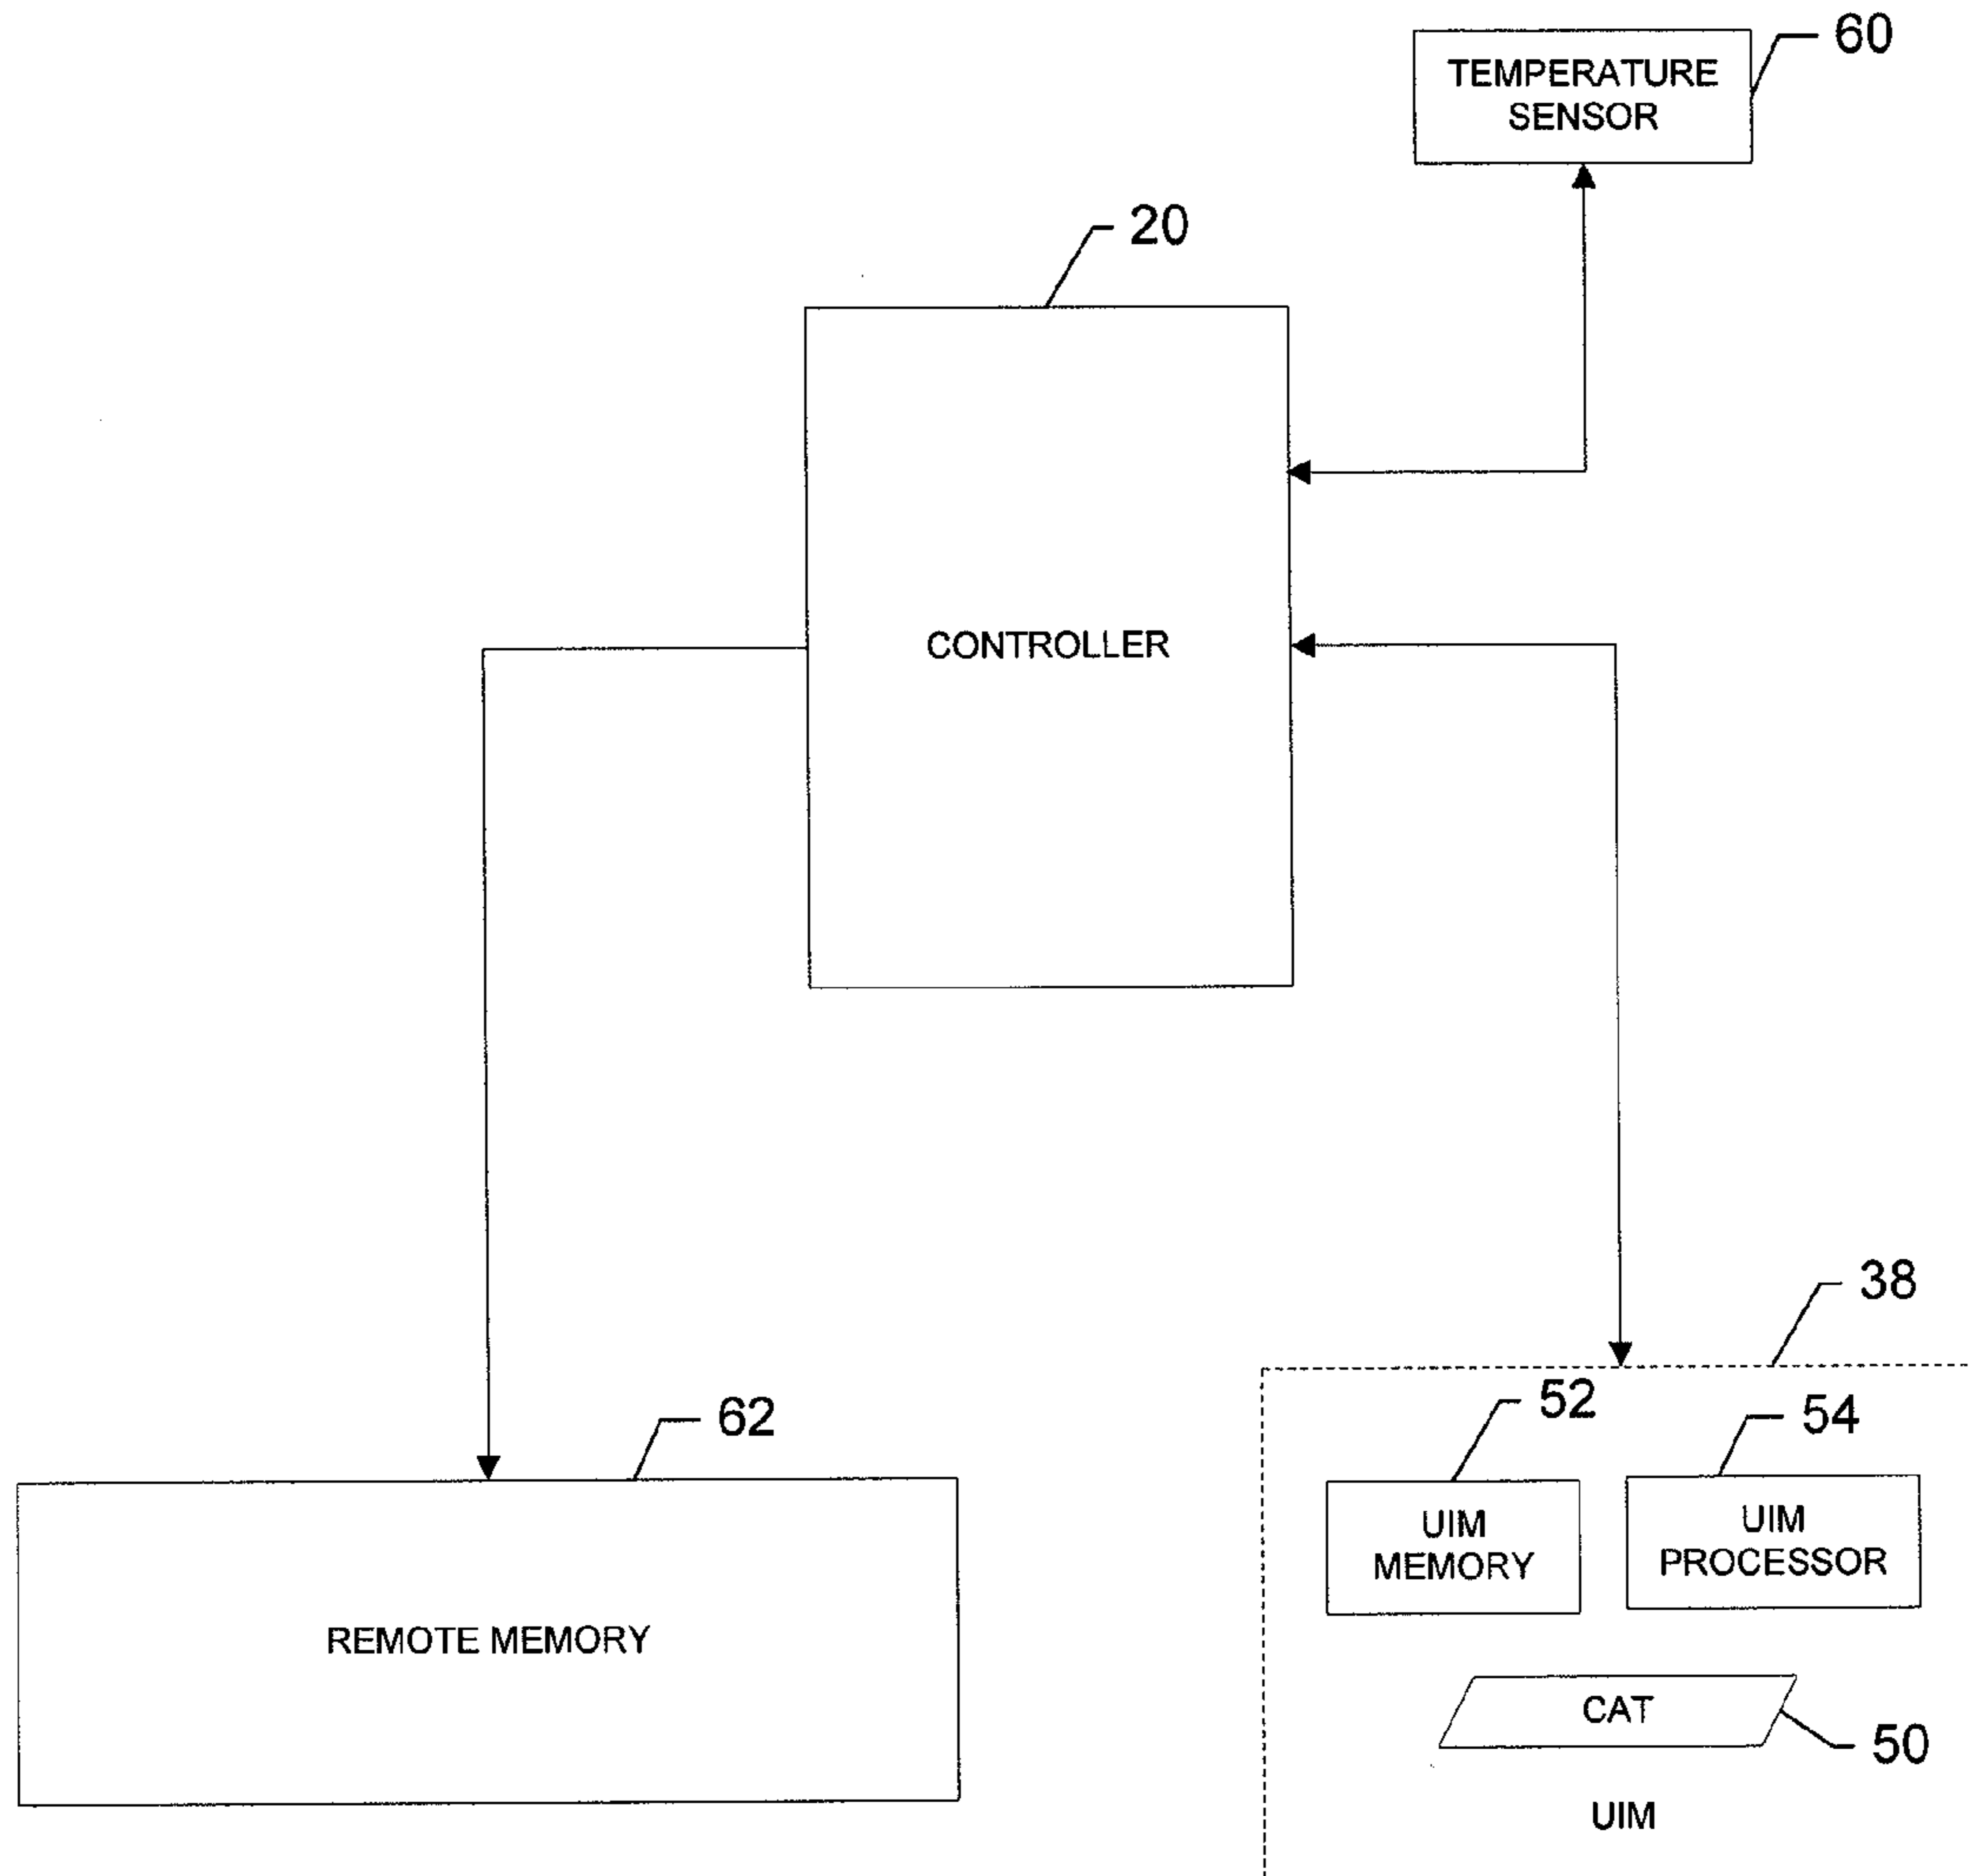 60
TEMPERATURE
SENSOR
20
CONTROLLER
38
62
52
54
UIM
MEMORY
UIM
PROCESSOR
REMOTE MEMORY
CAT
50
UIM